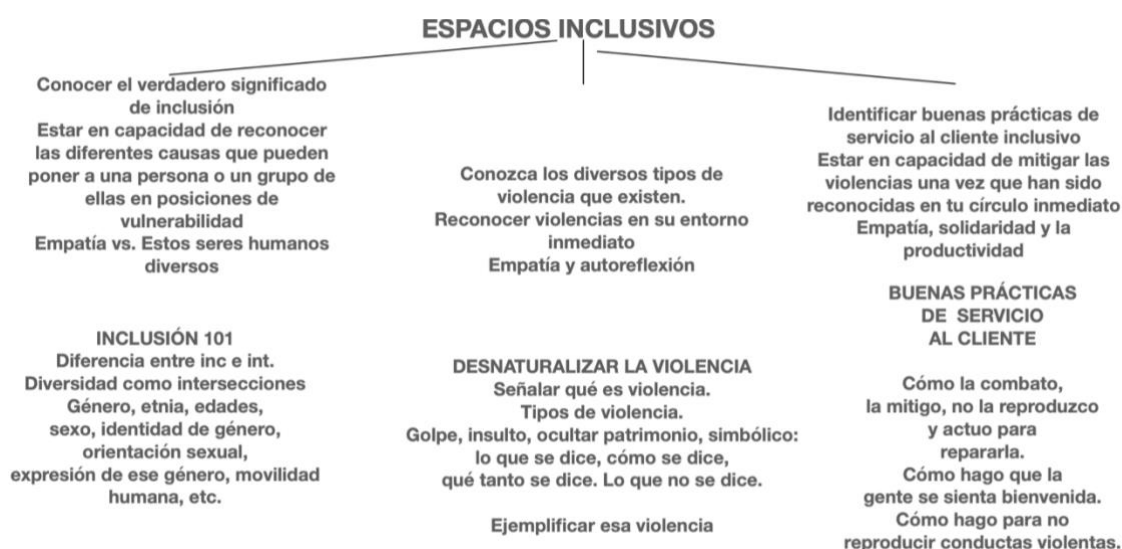 ESPACIOS INCLUSIVOS
Conocer el verdadero significado
de inclusión
Estar en capacidad de reconocer
las diferentes causas que pueden
poner a una persona o un grupo de
ellas en posiciones de
vulnerabilidad
Empatía vs. Estos seres humanos
diversos
INCLUSIÓN 101
Diferencia entre inc e int.
Diversidad como intersecciones
Género, etnia, edades,
sexo, identidad de género,
orientación sexual,
expresión de ese género, movilidad
humana, etc.
Conozca los diversos tipos de
violencia que existen.
Reconocer violencias en su entorno
inmediato
Empatía y autoreflexión
DESNATURALIZAR LA VIOLENCIA
Señalar qué es violencia.
Tipos de violencia.
Golpe, insulto, ocultar patrimonio, simbólico:
lo que se dice, cómo se dice,
qué tanto se dice. Lo que no se dice.
Ejemplificar esa violencia
Identificar buenas prácticas de
servicio al cliente inclusivo
Estar en capacidad de mitigar las
violencias una vez que han sido
reconocidas en tu círculo inmediato
Empatía, solidaridad y la
productividad
BUENAS PRÁCTICAS
DE SERVICIO
AL CLIENTE
Cómo la combato,
la mitigo, no la reproduzco
y actuo para
repararla.
Cómo hago que la
gente se sienta bienvenida.
Cómo hago para no
reproducir conductas violentas.